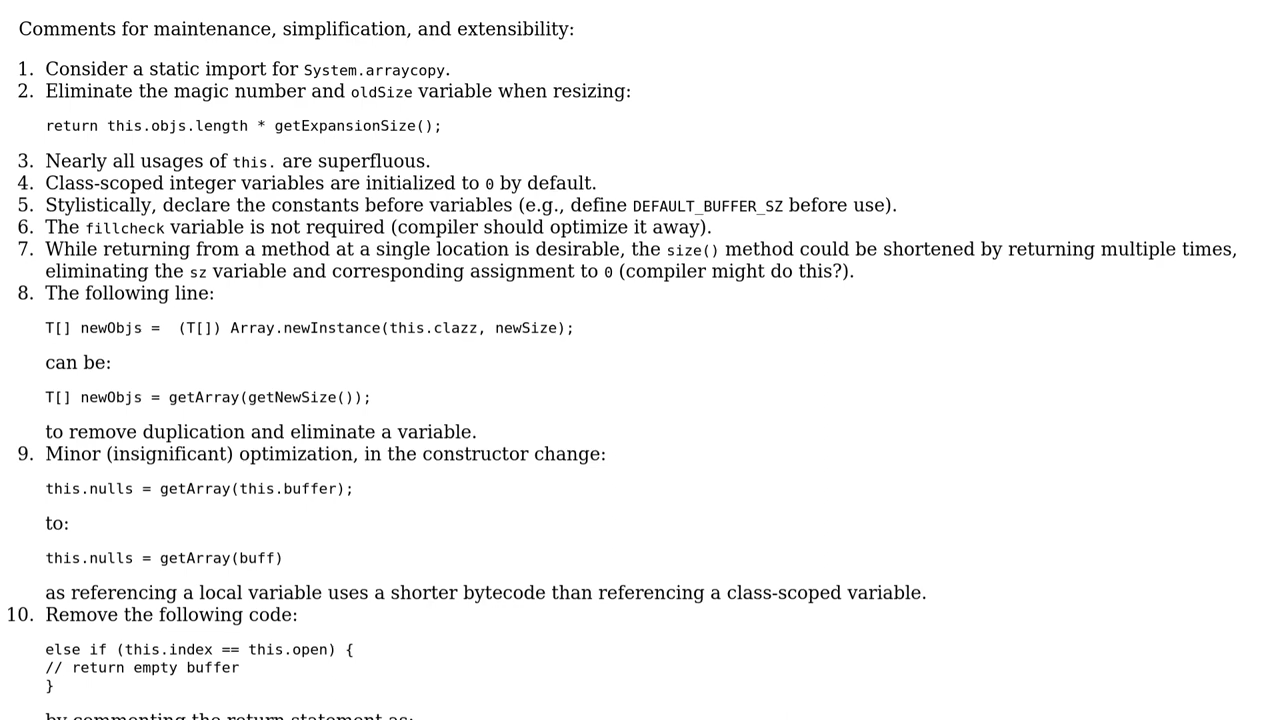 Comments for maintenance, simplification, and extensibility:
1. Consider a static import for System.arraycopy.
2. Eliminate the magic number and oldSize variable when resizing:
return this.objs.length * getExpansionSize();
3. Nearly all usages of this. are superfluous.
4. Class-scoped integer variables are initialized to 0 by default.
5. Stylistically, declare the constants before variables (e.g., define DEFAULT_BUFFER_SZ before use).
6. The fillcheck variable is not required (compiler should optimize it away).
7. While returning from a method at a single location is desirable, the size() method could be shortened by returning multiple times,
eliminating the sz variable and corresponding assignment to 0 (compiler might do this?).
8. The following line:
T[] newObjs =  (T[]) Array.newInstance(this.clazz, newSize);
can be:
T[] newObjs = getArray(getNewSize());
to remove duplication and eliminate a variable.
9. Minor (insignificant) optimization, in the constructor change:
this.nulls = getArray(this.buffer);
to:
this.nulls = getArray(buff)
as referencing a local variable uses a shorter bytecode than referencing a class-scoped variable.
10. Remove the following code:
else if (this.index == this.open) {
// return empty buffer
}
by commenting the return statement as: